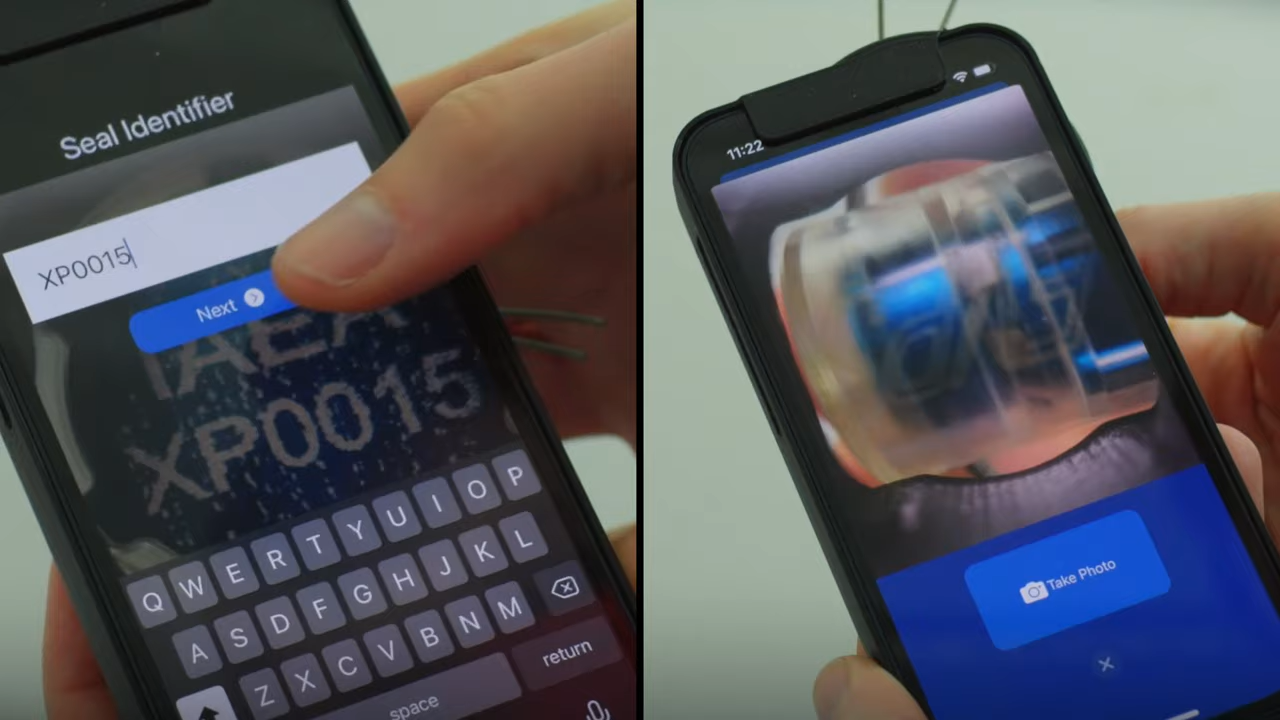 Seal Identifier
XP0015
Next
IAEA
XP0015
Q W E R T Y U I O P
A S D F G H J K L
Z X C V B N M
space return
11:22
Take Photo